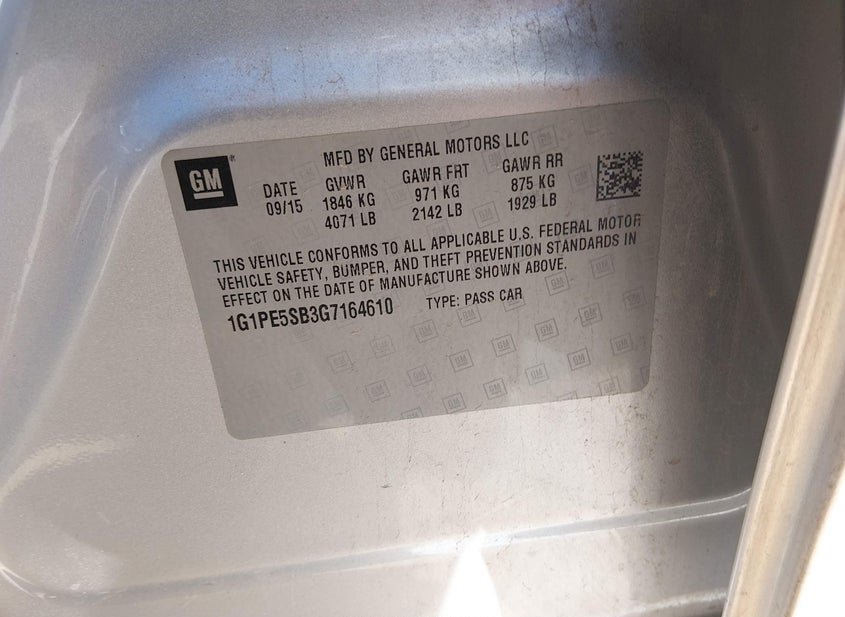 GM
MFD BY GENERAL MOTORS LLC
DATE GVWR GAWR FRT GAWR RR
09/15 1846 KG 971 KG 875 KG
4071 LB 2142 LB 1929 LB
THIS VEHICLE CONFORMS TO ALL APPLICABLE U.S. FEDERAL MOTOR
VEHICLE SAFETY, BUMPER, AND THEFT PREVENTION STANDARDS IN
EFFECT ON THE DATE OF MANUFACTURE SHOWN ABOVE.
1G1PE5SB3G7164610 TYPE: PASS CAR